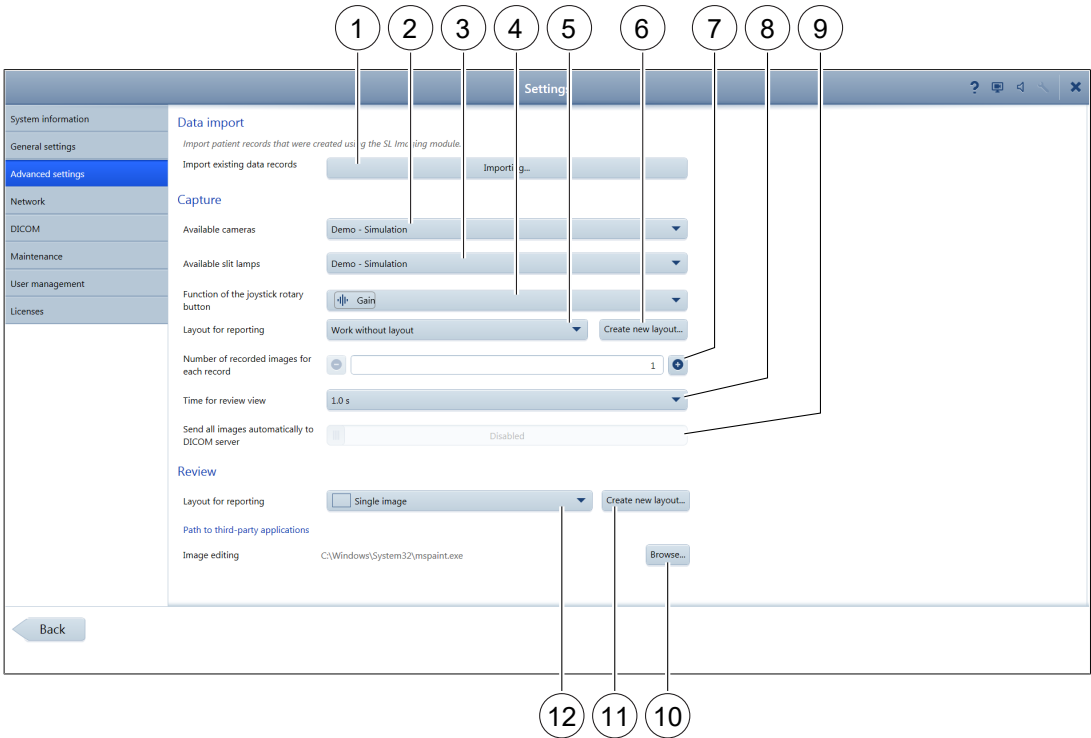 1 2 3 4 5 6 7 8 9
Settings
?
System information
General settings
Advanced settings
Network
DICOM
Maintenance
User management
Licenses
Data import
Import patient records that were created using the SL Imaging module.
Import existing data records
Importing...
Capture
Available cameras
Demo - Simulation
Available slit lamps
Demo - Simulation
Function of the joystick rotary
button
Gain
Layout for reporting
Work without layout
Create new layout...
Number of recorded images for
each record
1
Time for review view
1.0 s
Send all images automatically to
DICOM server
Disabled
Review
Layout for reporting
Single image
Create new layout...
Path to third-party applications
Image editing
C:\Windows\System32\mspaint.exe
Browse...
Back
12 11 10